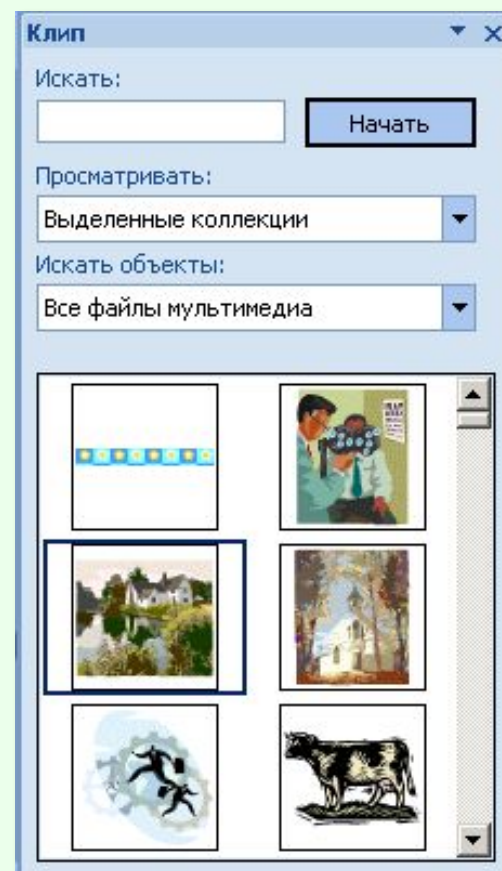 Клип
Искать:
Начать
Просматривать:
Выделенные коллекции
Искать объекты:
Все файлы мультимедиа